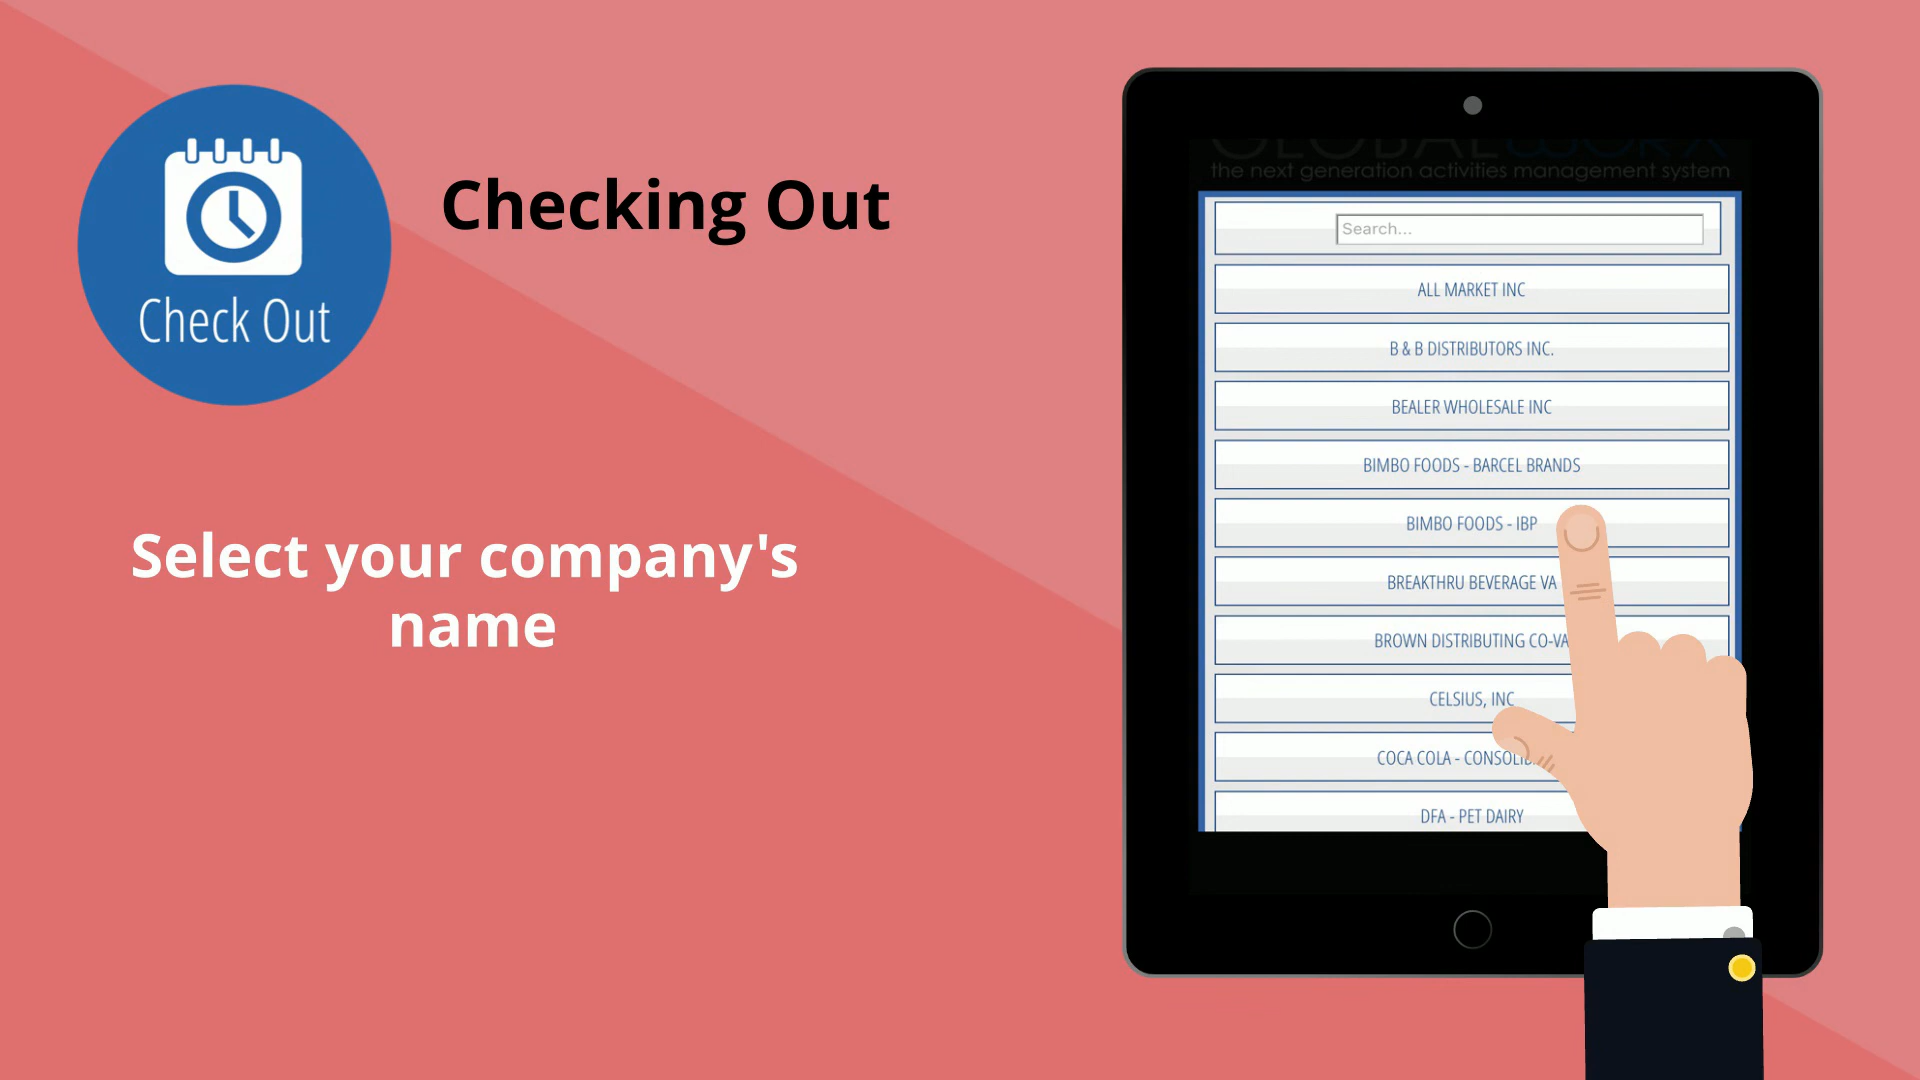 Check Out
Checking Out
Select your company's
name
GLOBALWORX
the next generation activities management system
Search...
ALL MARKET INC
B & B DISTRIBUTORS INC.
BEALER WHOLESALE INC
BIMBO FOODS - BARCEL BRANDS
BIMBO FOODS - IBP
BREAKTHRU BEVERAGE VA
BROWN DISTRIBUTING CO-VA
CELSIUS, INC
COCA COLA -
DFA - PET DAIRY